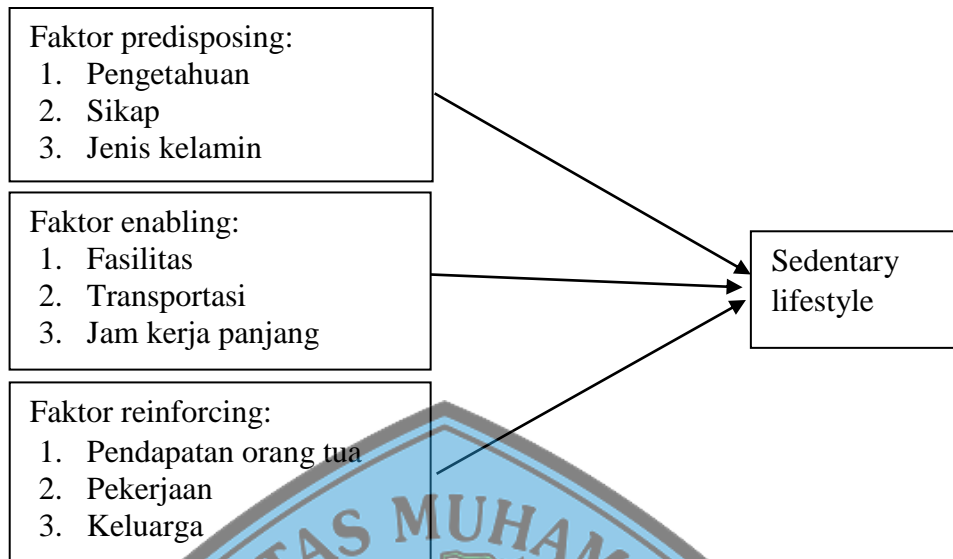 Faktor predisposing:
1. Pengetahuan
2. Sikap
3. Jenis kelamin
Faktor enabling:
1. Fasilitas
2. Transportasi
3. Jam kerja panjang
Sedentary
lifestyle
Faktor reinforcing:
1. Pendapatan orang tua
2. Pekerjaan
3. Keluarga